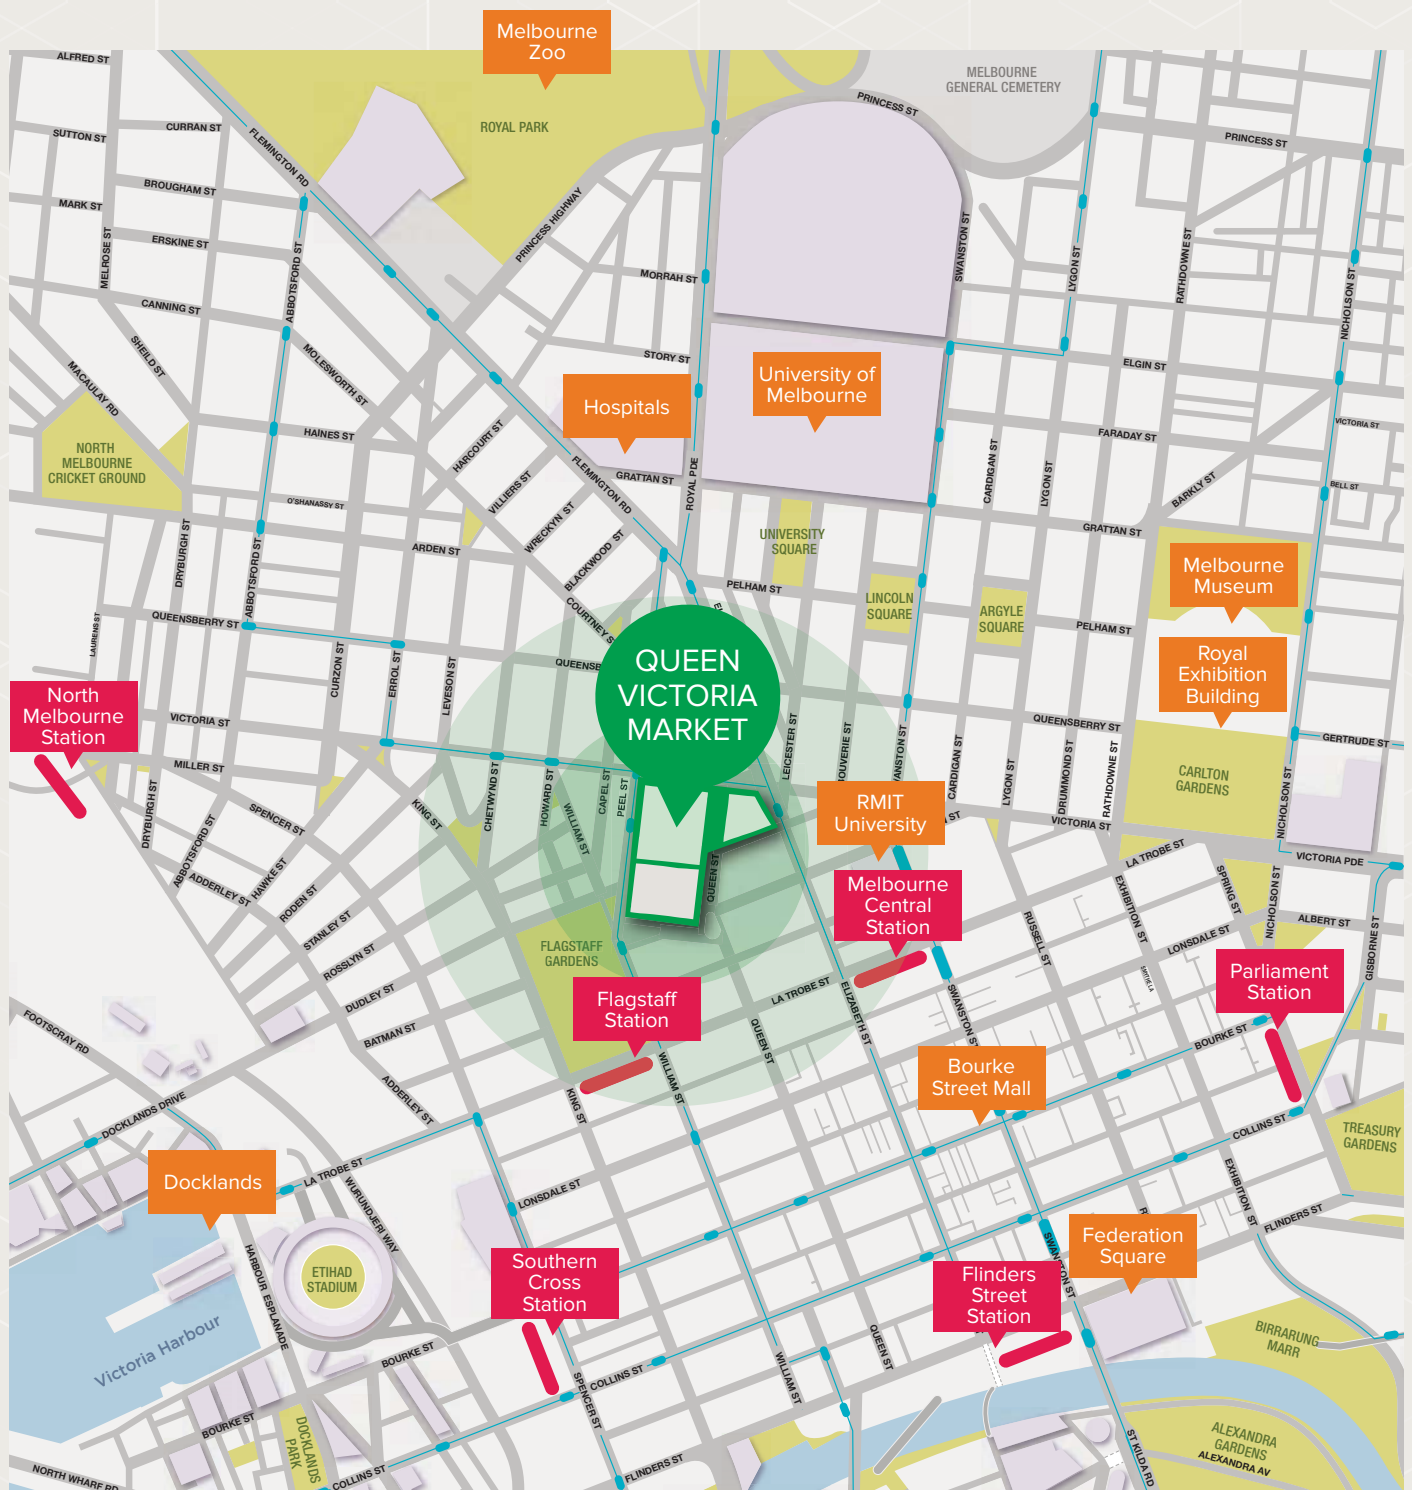 Melbourne
Zoo
ALFRED ST
MELBOURNE
GENERAL CEMETERY
PRINCESS ST
ROYAL PARK
CURRAN ST
SUTTON ST
FLEMINGTON RD
PRINCESS ST
BROUGHAM ST
MARK ST
PRINCESS HIGHWAY
ERSKINE ST
MELROSE ST
ABBOTSFORD ST
SWANSTON ST
LYGON ST
RATHDOWNE ST
NICHOLSON ST
MORRAH ST
CANNING ST
SHEILD ST
MOLESWORTH ST
MACAULAY RD
STORY ST
ELGIN ST
University of
Melbourne
Hospitals
HAINES ST
HARCOURT ST
FARADAY ST
VICTORIA ST
NORTH
MELBOURNE
CRICKET GROUND
FLEMINGTON RD
GRATTAN ST
ROYAL PDE
CARDIGAN ST
LYGON ST
BARKLY ST
BELL ST
O'SHANASSY ST
VILLIERS ST
WRECKYN ST
BLACKWOOD ST
GRATTAN ST
UNIVERSITY
SQUARE
DRYBURGH ST
ABBOTSFORD ST
ARDEN ST
PELHAM ST
LINCOLN
SQUARE
ARGYLE
SQUARE
PELHAM ST
Melbourne
Museum
COURTNEY S
EL
LAURENS ST
QUEENSBERRY ST
QUEENSB
CURZON ST
ERROL ST
LEVESON ST
QUEEN
VICTORIA
MARKET
Royal
Exhibition
Building
North
Melbourne
Station
VICTORIA ST
MILLER ST
LEICESTER ST
OUVERIE ST
ANSTON ST
CARDIGAN ST
LYGON ST
QUEENSBERRY ST
DRUMMOND ST
RATHDOWNE ST
GERTRUDE ST
CARLTON
GARDENS
NICHOLSON ST
DRYBURGH ST
SPENCER ST
KING ST
CHETWYND ST
HOWARD ST
WILLIAM ST
CAPEL ST
PEEL ST
RMIT
University
ST
VICTORIA ST
VICTORIA PDE
LA TROBE ST
ABBOTSFORD ST
ADDERLEY ST
HAWKE ST
RODEN ST
STANLEY ST
ROSSLYN ST
DUDLEY ST
BATMAN ST
QUEEN ST
Melbourne
Central
Station
EXHIBITION ST
SPRING ST
NICHOLSON ST
ALBERT ST
GISBORNE ST
RUSSELL ST
LONSDALE ST
SMYTHE LA
FLAGSTAFF
GARDENS
Flagstaff
Station
LA TROBE ST
ELIZABETH ST
SWANSTON ST
Parliament
Station
FOOTSCRAY RD
ADDERLEY ST
QUEEN ST
WILLIAM ST
KING ST
BOURKE ST
Bourke
Street Mall
DOCKLANDS DRIVE
COLLINS ST
TREASURY
GARDENS
Docklands
LA TROBE ST
WURUNDJERI WAY
LONSDALE ST
EXHIBITION ST
FLINDERS ST
R
SWANSTON ST
Federation
Square
HARBOUR ESPLANADE
ETIHAD
STADIUM
Southern
Cross
Station
Flinders
Street
Station
Victoria Harbour
BOURKE ST
QUEEN ST
WILLIAM ST
BIRRARUNG
MARR
SPENCER ST
COLLINS ST
BOURKE ST
DOCKLANDS
PARK
COLLINS ST
FLINDERS ST
NORTH WHARF RD
ST KILDA RD
ALEXANDRA
GARDENS
ALEXANDRA AV